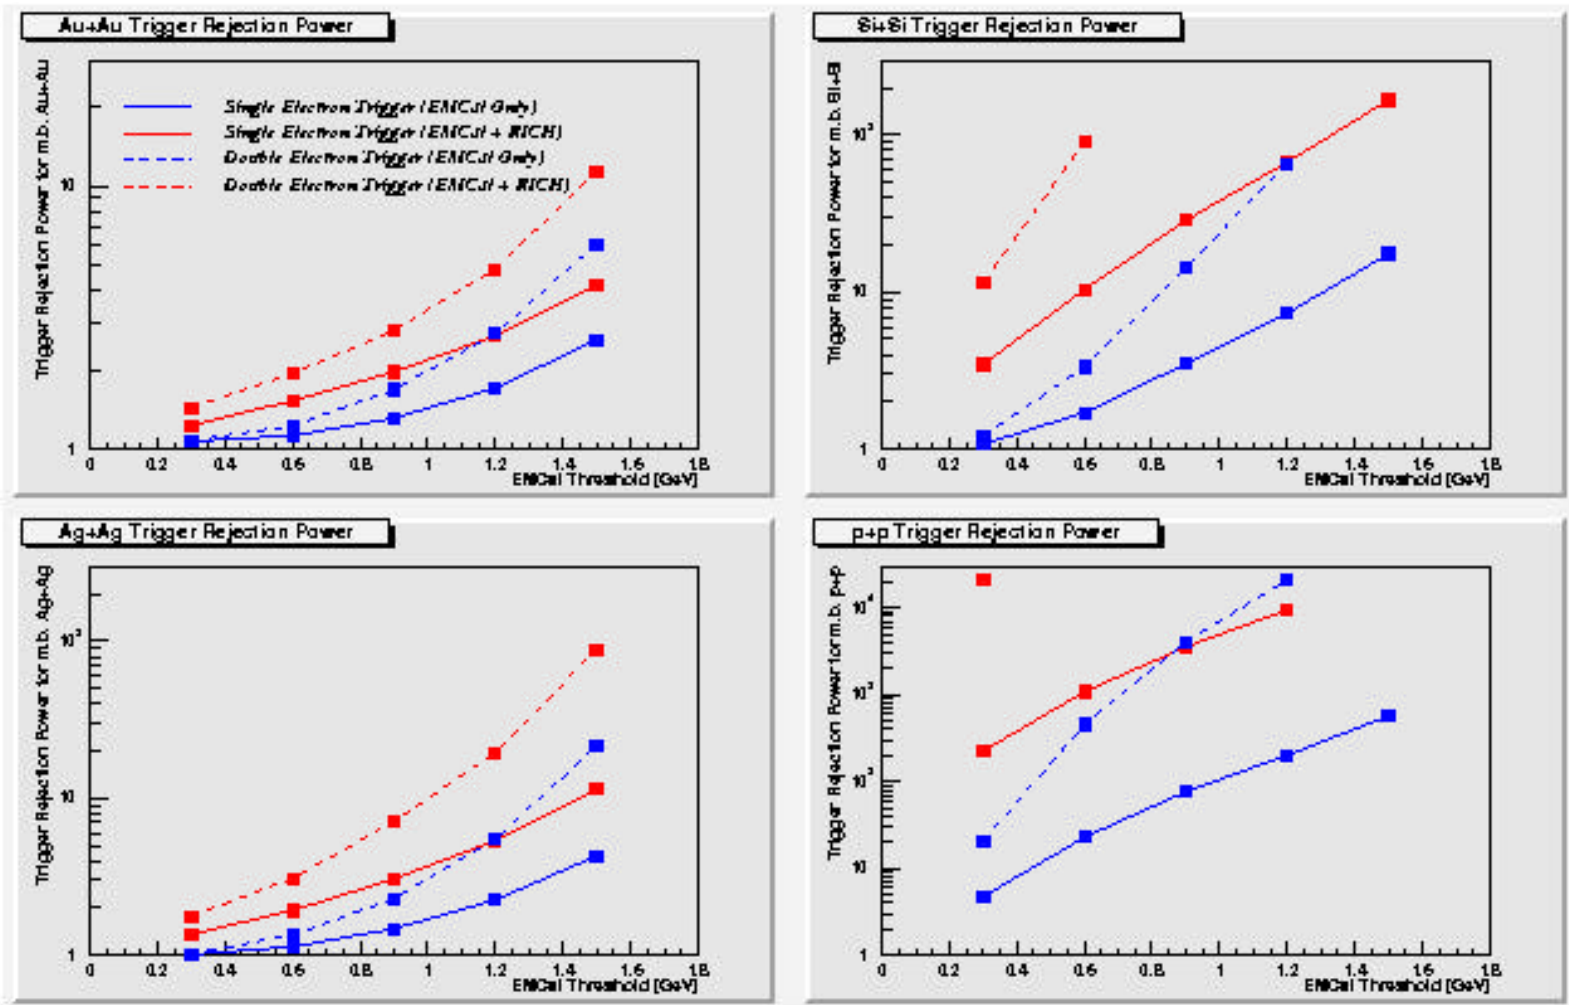 Au+Au Trigger Rejection Power
Trigger Rejection Power for m.b. Au+Au
10
1
Single Electron Trigger (EMCal Only)
Single Electron Trigger (EMCal + RICH)
Double Electron Trigger (EMCal Only)
Double Electron Trigger (EMCal + RICH)
0 0.2 0.4 0.6 0.8 1 1.2 1.4 1.6 1.8
EMCal Threshold [GeV]
Si+Si Trigger Rejection Power
Trigger Rejection Power for m.b. Si+Si
10²
10
1
0 0.2 0.4 0.6 0.8 1 1.2 1.4 1.6 1.8
EMCal Threshold [GeV]
Ag+Ag Trigger Rejection Power
Trigger Rejection Power for m.b. Ag+Ag
10²
10
1
0 0.2 0.4 0.6 0.8 1 1.2 1.4 1.6 1.8
EMCal Threshold [GeV]
p+p Trigger Rejection Power
Trigger Rejection Power for m.b. p+p
10⁴
10³
10²
10
1
0 0.2 0.4 0.6 0.8 1 1.2 1.4 1.6 1.8
EMCal Threshold [GeV]